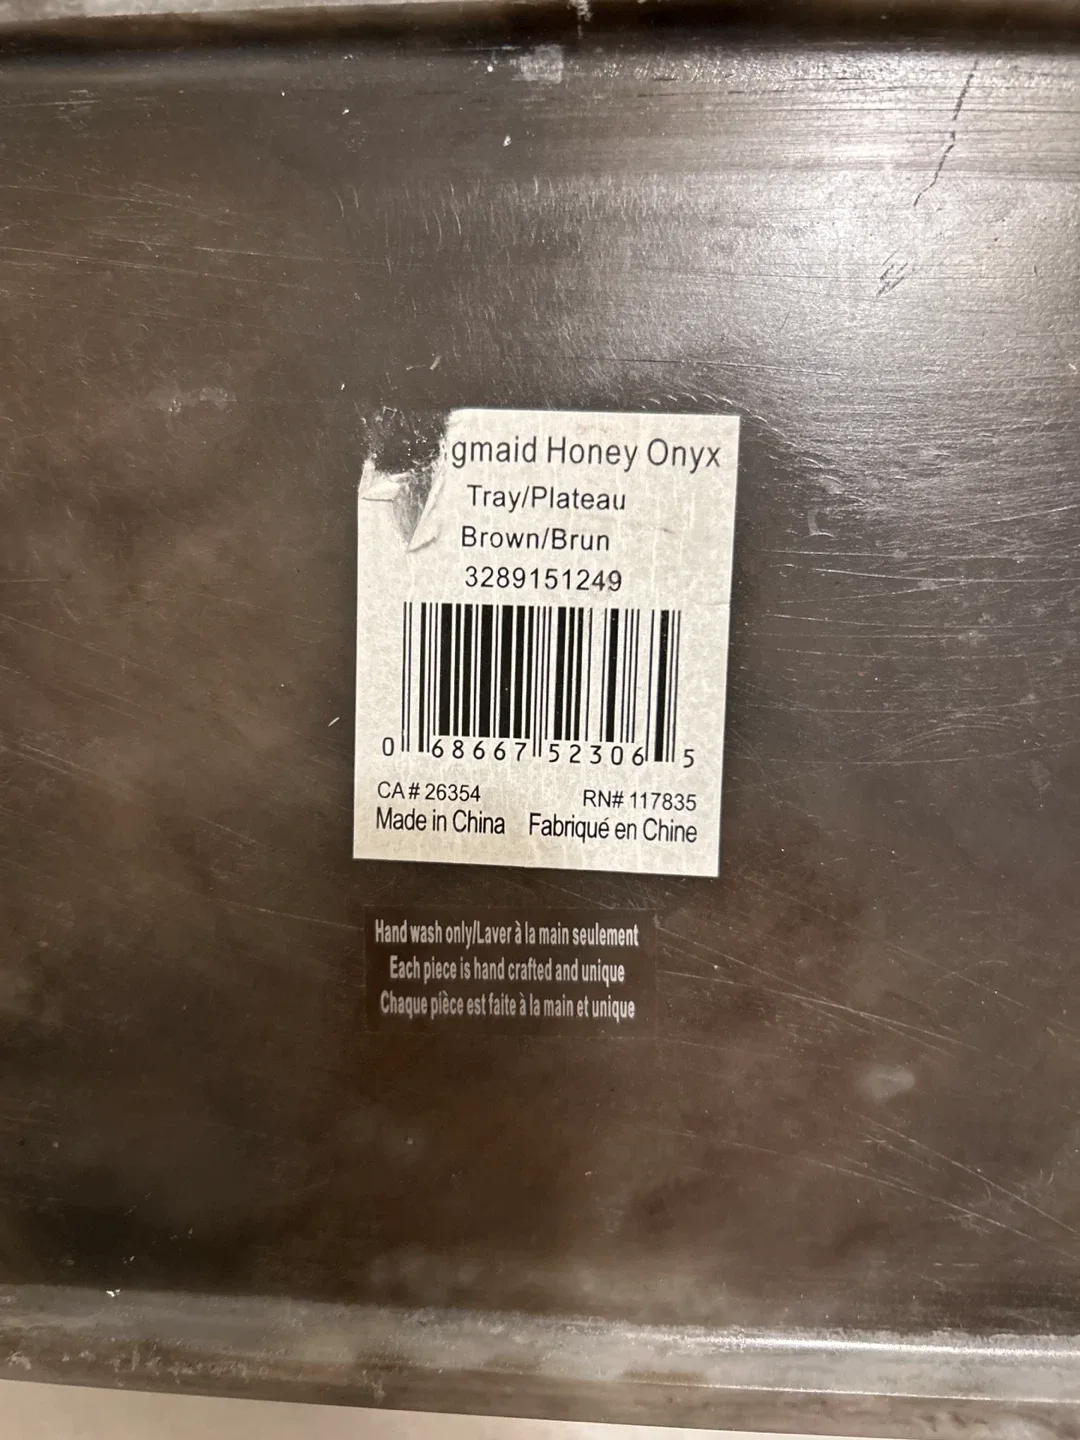 gmaid Honey Onyx
Tray/Plateau
Brown/Brun
3289151249
0 68667 52306 5
CA# 26354 RN# 117835
Made in China Fabriqué en Chine
Hand wash only/Laver à la main seulement
Each piece is hand crafted and unique
Chaque pièce est faite à la main et unique